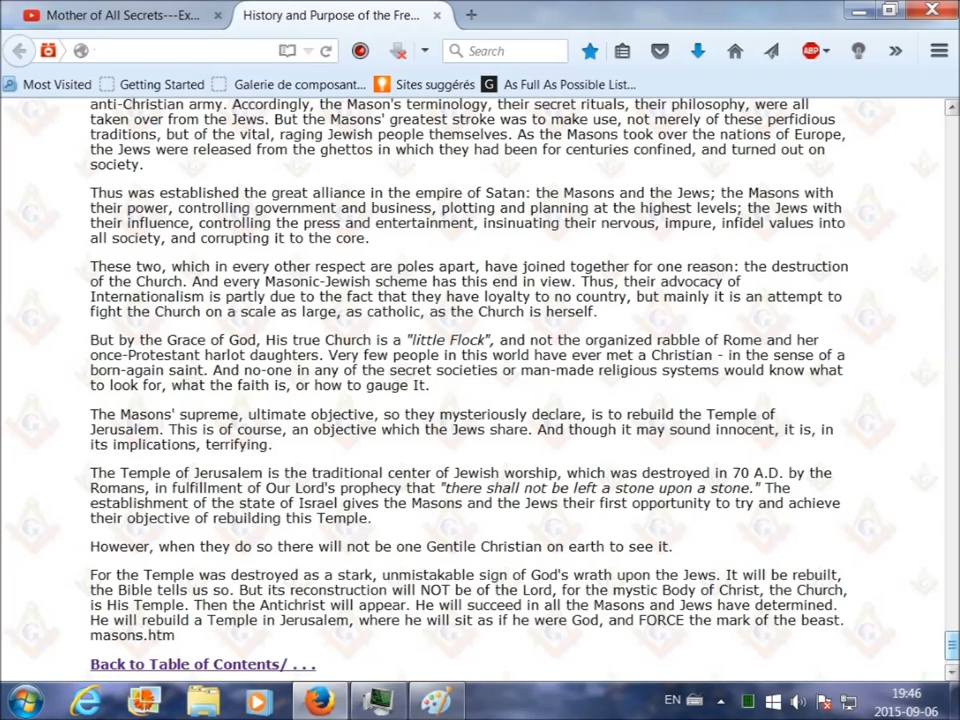 Mother of All Secrets---Ex...
History and Purpose of the Fre...
Search
ABP
Most Visited
Getting Started
Galerie de composant...
Sites suggérés
G
As Full As Possible List...
anti-Christian army. Accordingly, the Mason's terminology, their secret rituals, their philosophy, were all
taken over from the Jews. But the Masons' greatest stroke was to make use, not merely of these perfidious
traditions, but of the vital, raging Jewish people themselves. As the Masons took over the nations of Europe,
the Jews were released from the ghettos in which they had been for centuries confined, and turned out on
society.
Thus was established the great alliance in the empire of Satan: the Masons and the Jews; the Masons with
their power, controlling government and business, plotting and planning at the highest levels; the Jews with
their influence, controlling the press and entertainment, insinuating their nervous, impure, infidel values into
all society, and corrupting it to the core.
These two, which in every other respect are poles apart, have joined together for one reason: the destruction
of the Church. And every Masonic-Jewish scheme has this end in view. Thus, their advocacy of
Internationalism is partly due to the fact that they have loyalty to no country, but mainly it is an attempt to
fight the Church on a scale as large, as catholic, as the Church is herself.
But by the Grace of God, His true Church is a "little Flock", and not the organized rabble of Rome and her
once-Protestant harlot daughters. Very few people in this world have ever met a Christian - in the sense of a
born-again saint. And no-one in any of the secret societies or man-made religious systems would know what
to look for, what the faith is, or how to gauge It.
The Masons' supreme, ultimate objective, so they mysteriously declare, is to rebuild the Temple of
Jerusalem. This is of course, an objective which the Jews share. And though it may sound innocent, it is, in
its implications, terrifying.
The Temple of Jerusalem is the traditional center of Jewish worship, which was destroyed in 70 A.D. by the
Romans, in fulfillment of Our Lord's prophecy that "there shall not be left a stone upon a stone." The
establishment of the state of Israel gives the Masons and the Jews their first opportunity to try and achieve
their objective of rebuilding this Temple.
However, when they do so there will not be one Gentile Christian on earth to see it.
For the Temple was destroyed as a stark, unmistakable sign of God's wrath upon the Jews. It will be rebuilt,
the Bible tells us so. But its reconstruction will NOT be of the Lord, for the mystic Body of Christ, the Church,
is His Temple. Then the Antichrist will appear. He will succeed in all the Masons and Jews have determined.
He will rebuild a Temple in Jerusalem, where he will sit as if he were God, and FORCE the mark of the beast.
masons.htm
Back to Table of Contents/ . . .
EN
19:46
2015-09-06